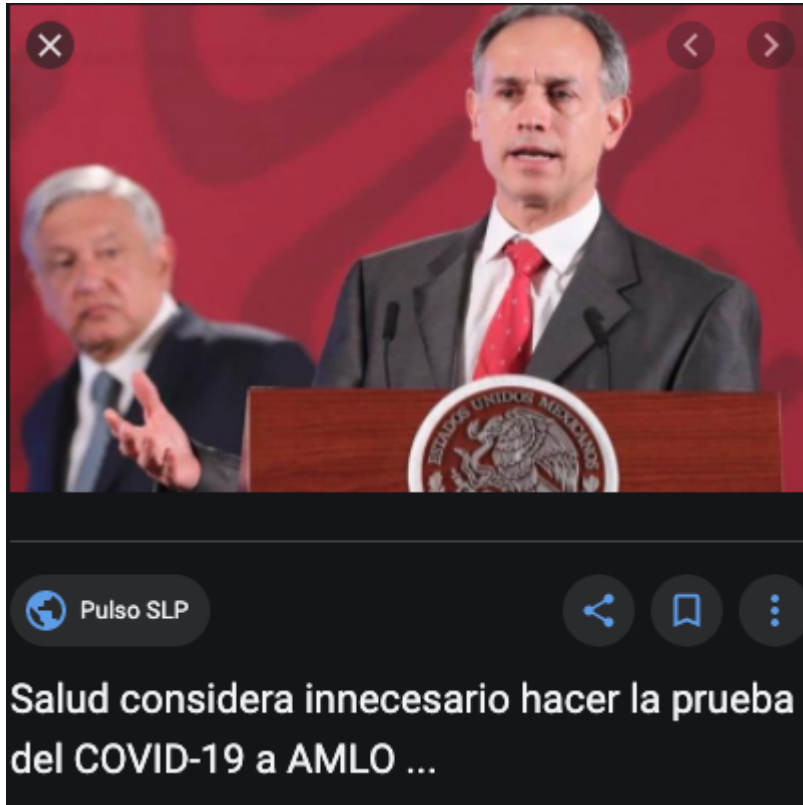 ESTADOS UNIDOS MEXICANOS
Pulso SLP
Salud considera innecesario hacer la prueba
del COVID-19 a AMLO ...